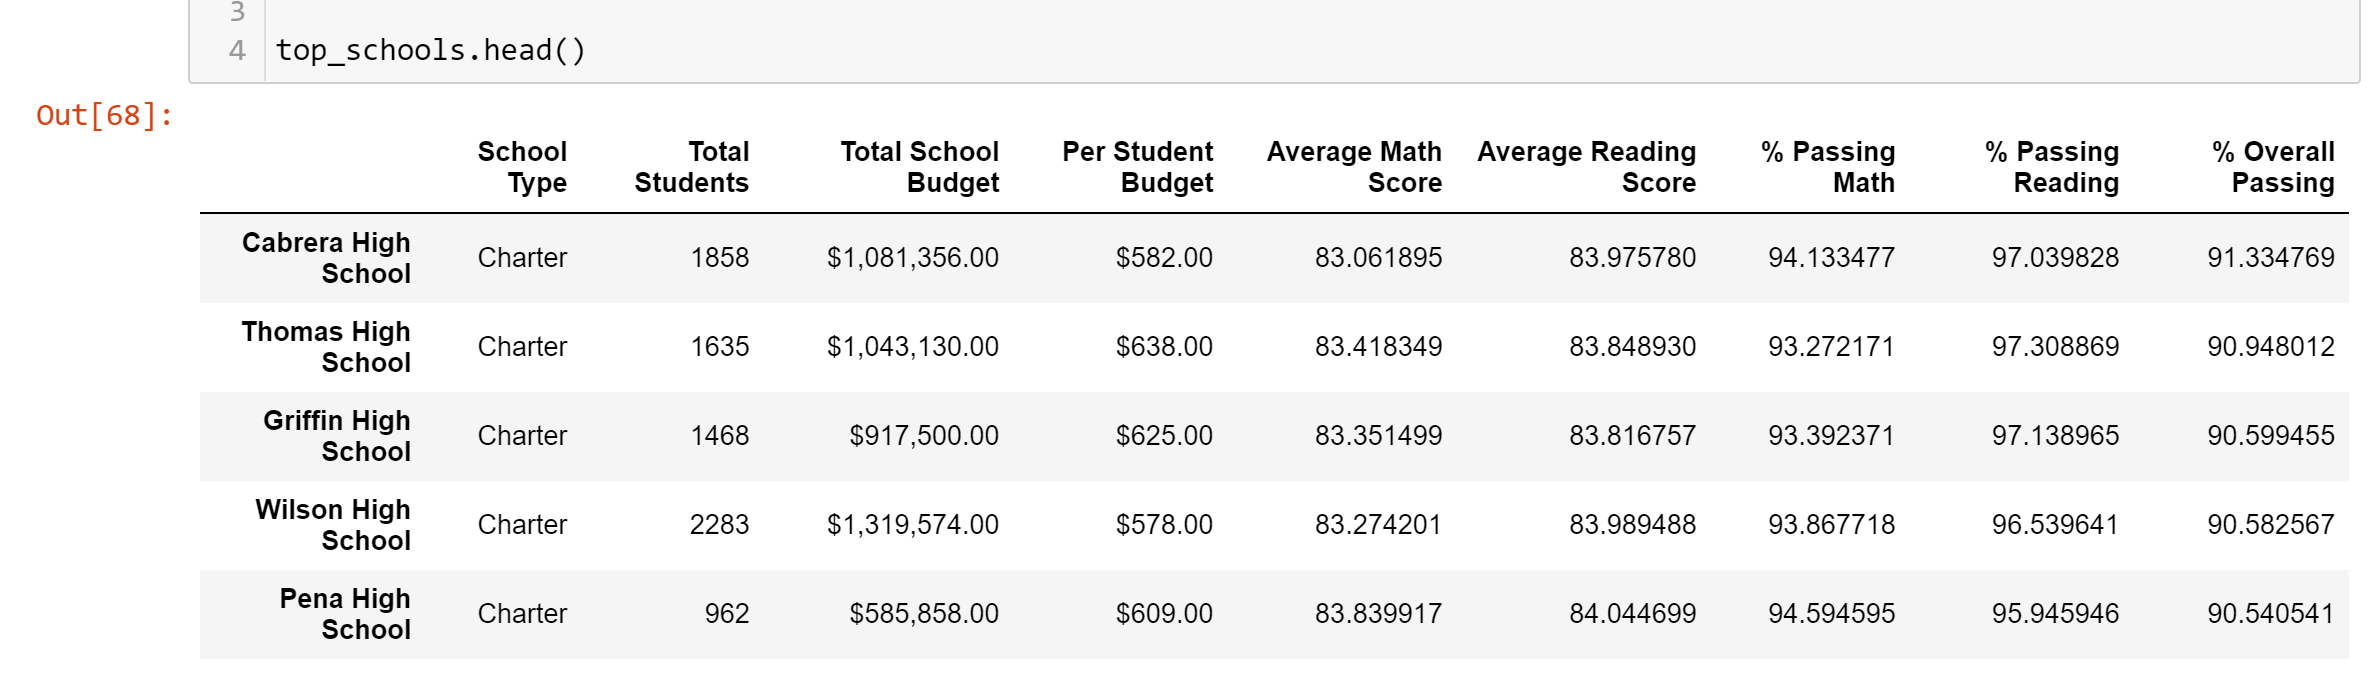 3
4 top_schools.head()
Out[68]:
School Total Total School Per Student Average Math Average Reading % Passing % Passing % Overall
Type Students Budget Budget Score Score Math Reading Passing
Cabrera High
School Charter 1858 $1,081,356.00 $582.00 83.061895 83.975780 94.133477 97.039828 91.334769
Thomas High
School Charter 1635 $1,043,130.00 $638.00 83.418349 83.848930 93.272171 97.308869 90.948012
Griffin High
School Charter 1468 $917,500.00 $625.00 83.351499 83.816757 93.392371 97.138965 90.599455
Wilson High
School Charter 2283 $1,319,574.00 $578.00 83.274201 83.989488 93.867718 96.539641 90.582567
Pena High
School Charter 962 $585,858.00 $609.00 83.839917 84.044699 94.594595 95.945946 90.540541